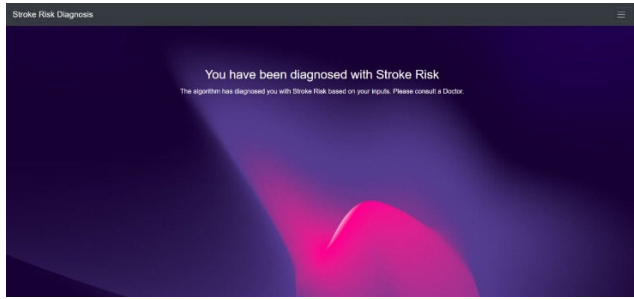 Stroke Risk Diagnosis
You have been diagnosed with Stroke Risk
The algorithm has diagnosed you with Stroke Risk based on your inputs. Please consult a Doctor.